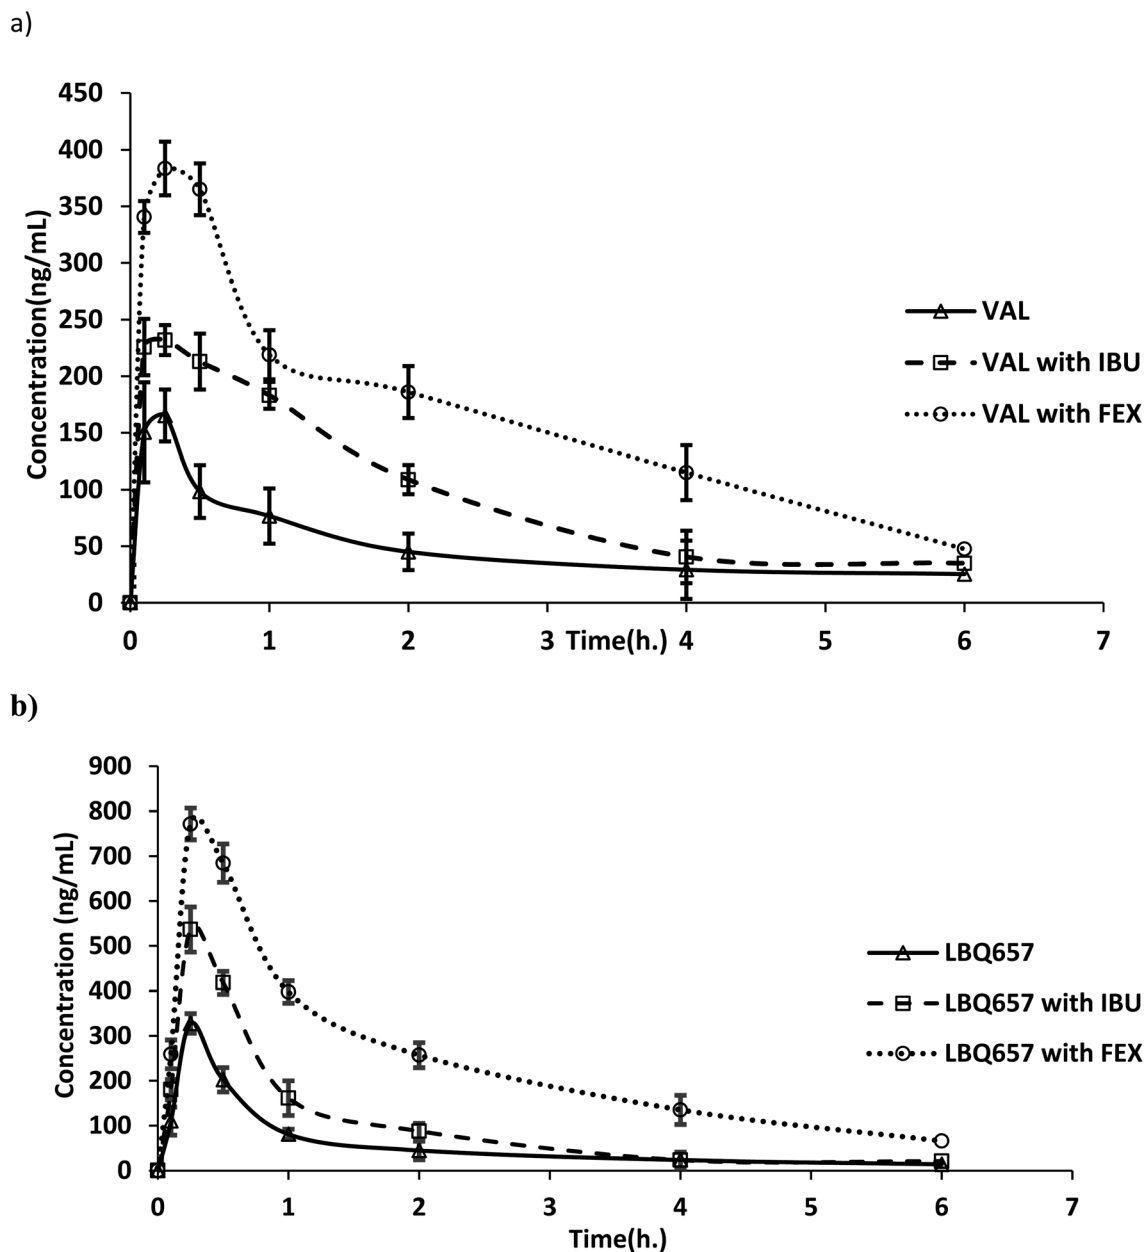 a)
450
400
350
300
250
200
150
100
50
0
Concentration(ng/mL)
0 1 2 3 Time(h.) 4 5 6 7
VAL
VAL with IBU
VAL with FEX
b)
900
800
700
600
500
400
300
200
100
0
Concentration (ng/mL)
0 1 2 3 4 5 6 7
Time(h.)
LBQ657
LBQ657 with IBU
LBQ657 with FEX